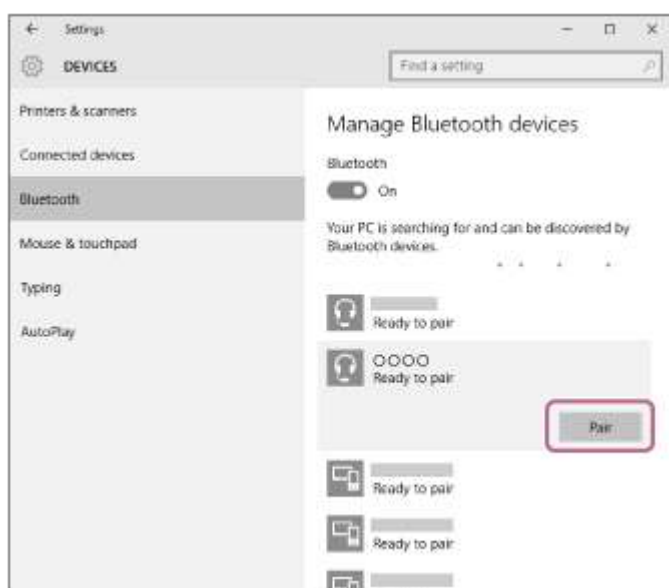 Settings
DEVICES
Find a setting
Printers & scanners
Connected devices
Bluetooth
Mouse & touchpad
Typing
AutoPlay
Manage Bluetooth devices
Bluetooth
On
Your PC is searching for and can be discovered by
Bluetooth devices.
Ready to pair
OOOO
Ready to pair
Pair
Ready to pair
Ready to pair